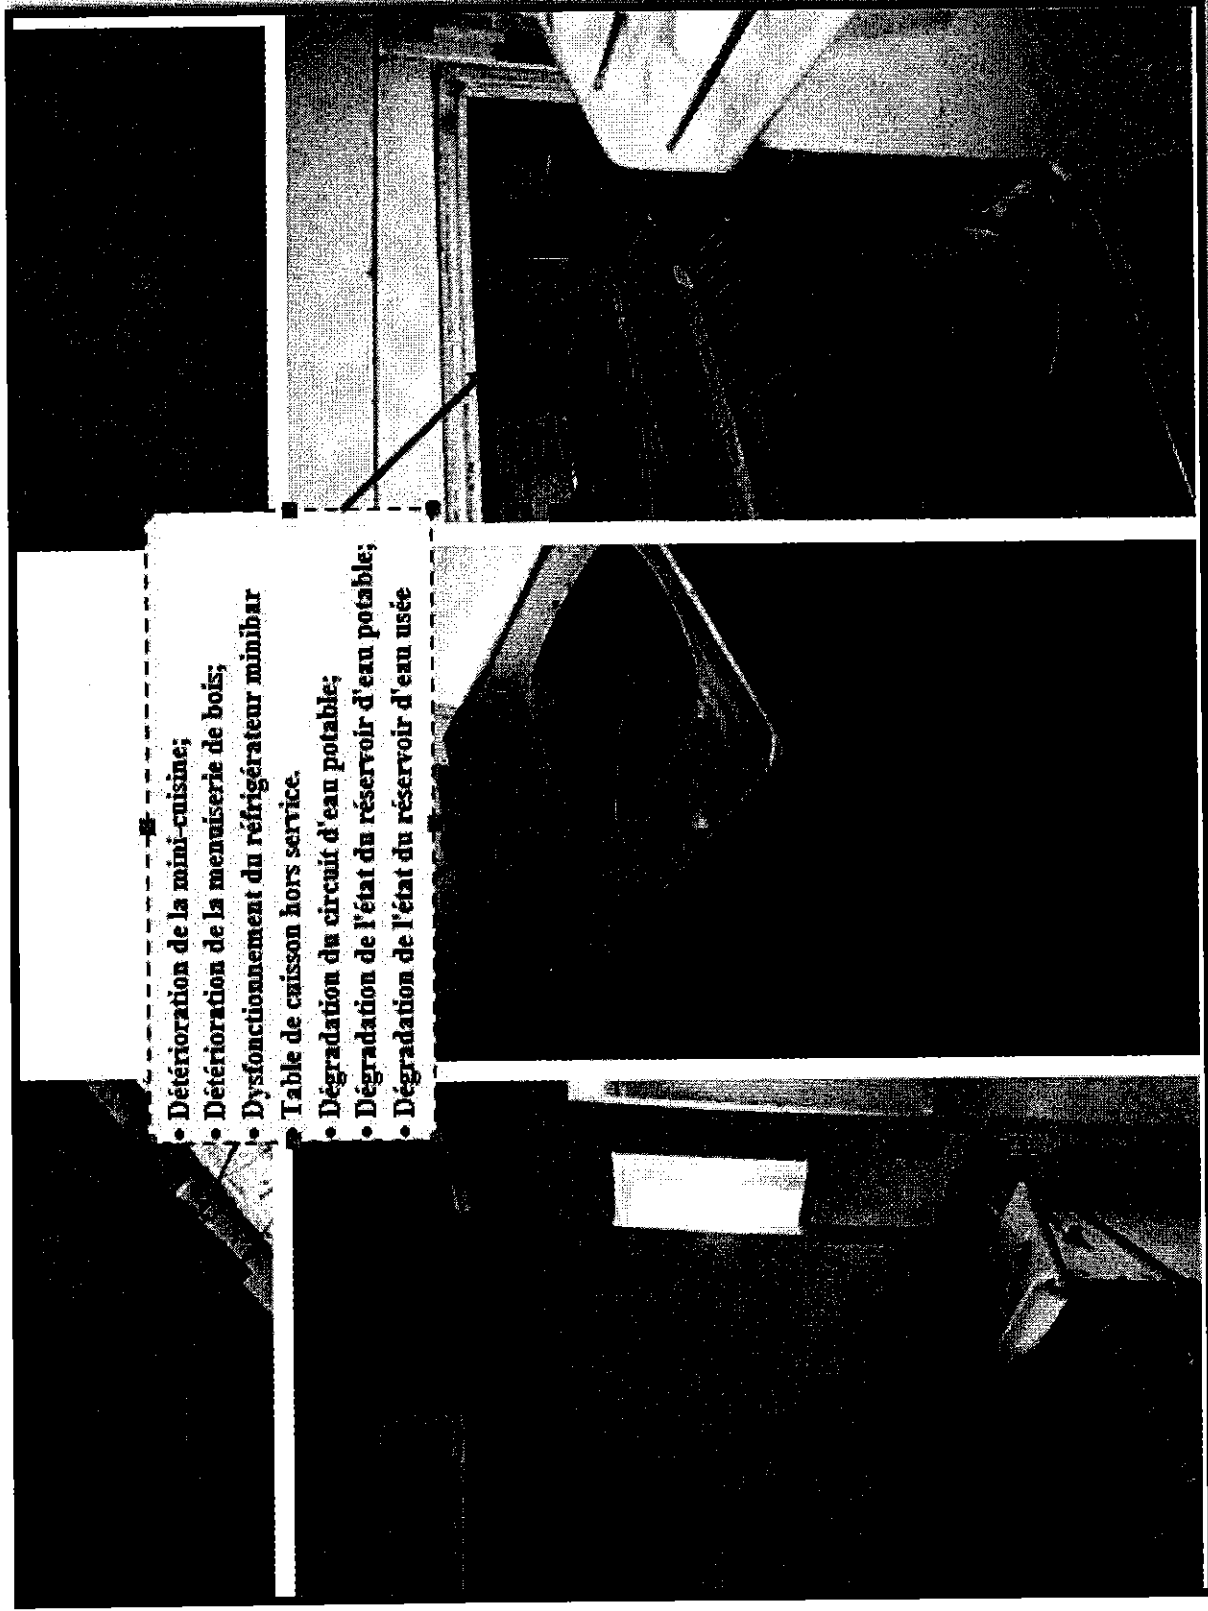 • Détérioration de la mini-cuisine;
• Détérioration de la menuiserie de bois;
• Dysfonctionnement du réfrigérateur minibar
Table de cuisson hors service.
• Dégradation du circuit d'eau potable;
• Dégradation de l'état du réservoir d'eau potable;
• Dégradation de l'état du réservoir d'eau usée